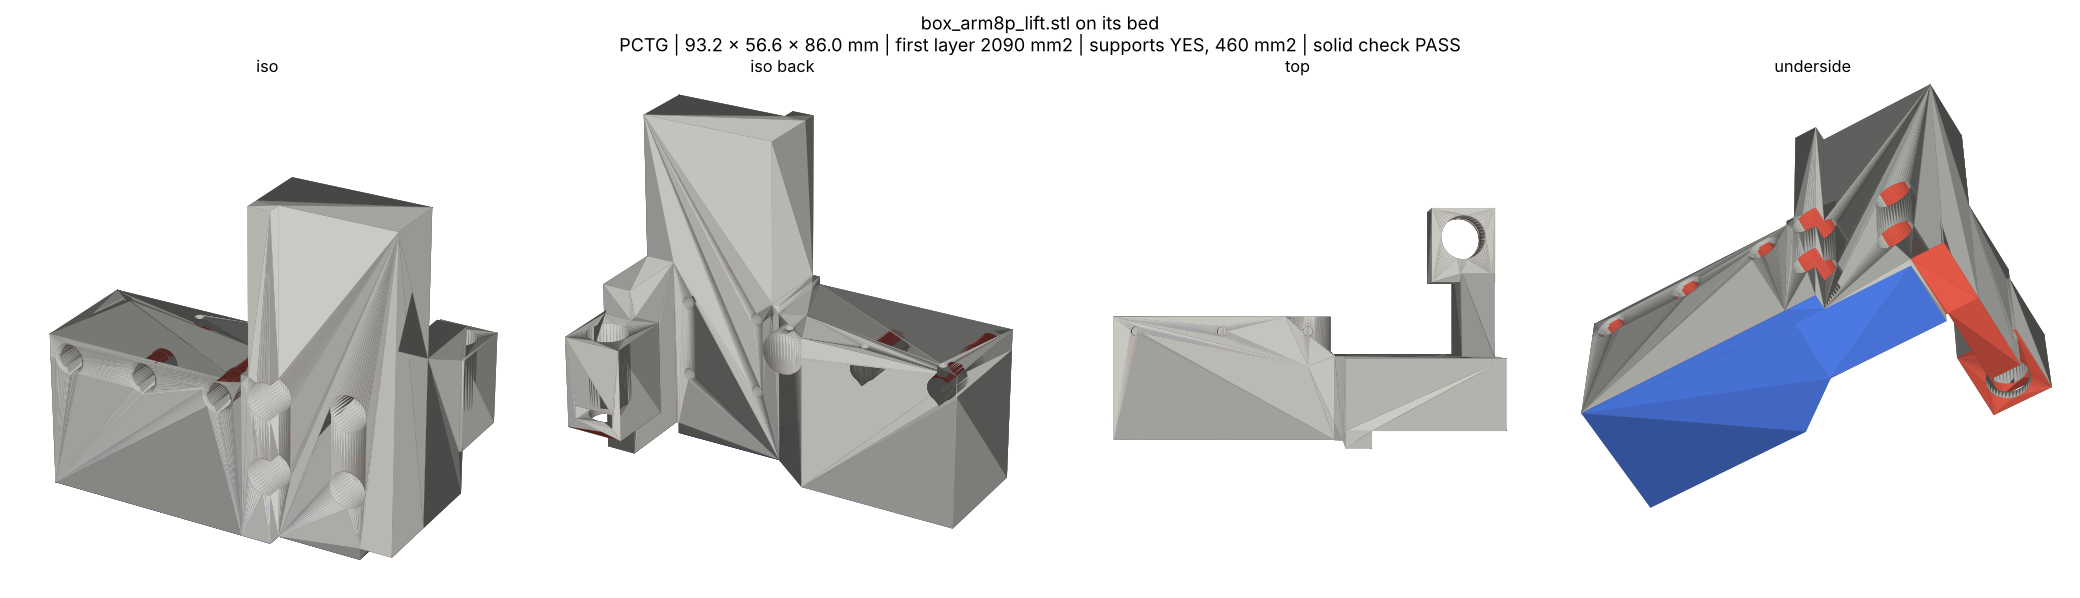 box_arm8p_lift.stl on its bed
PCTG | 93.2 × 56.6 × 86.0 mm | first layer 2090 mm2 | supports YES, 460 mm2 | solid check PASS
iso
iso back
top
underside